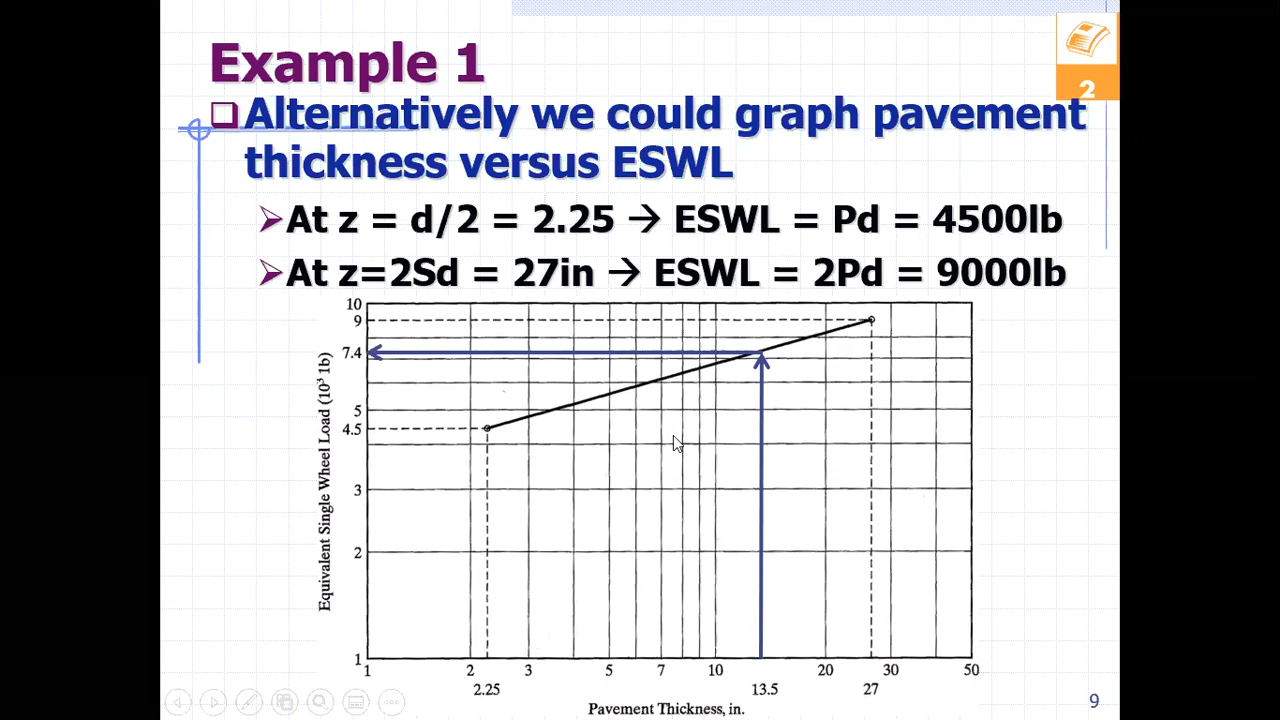 Example 1
2
Alternatively we could graph pavement
thickness versus ESWL
At z = d/2 = 2.25 → ESWL = Pd = 4500lb
At z=2Sd = 27in → ESWL = 2Pd = 9000lb
10
9
7.4
5
4.5
3
2
1
Equivalent Single Wheel Load (10³ 1b)
1 2 3 5 7 10 20 30 50
2.25 13.5 27
Pavement Thickness, in.
9